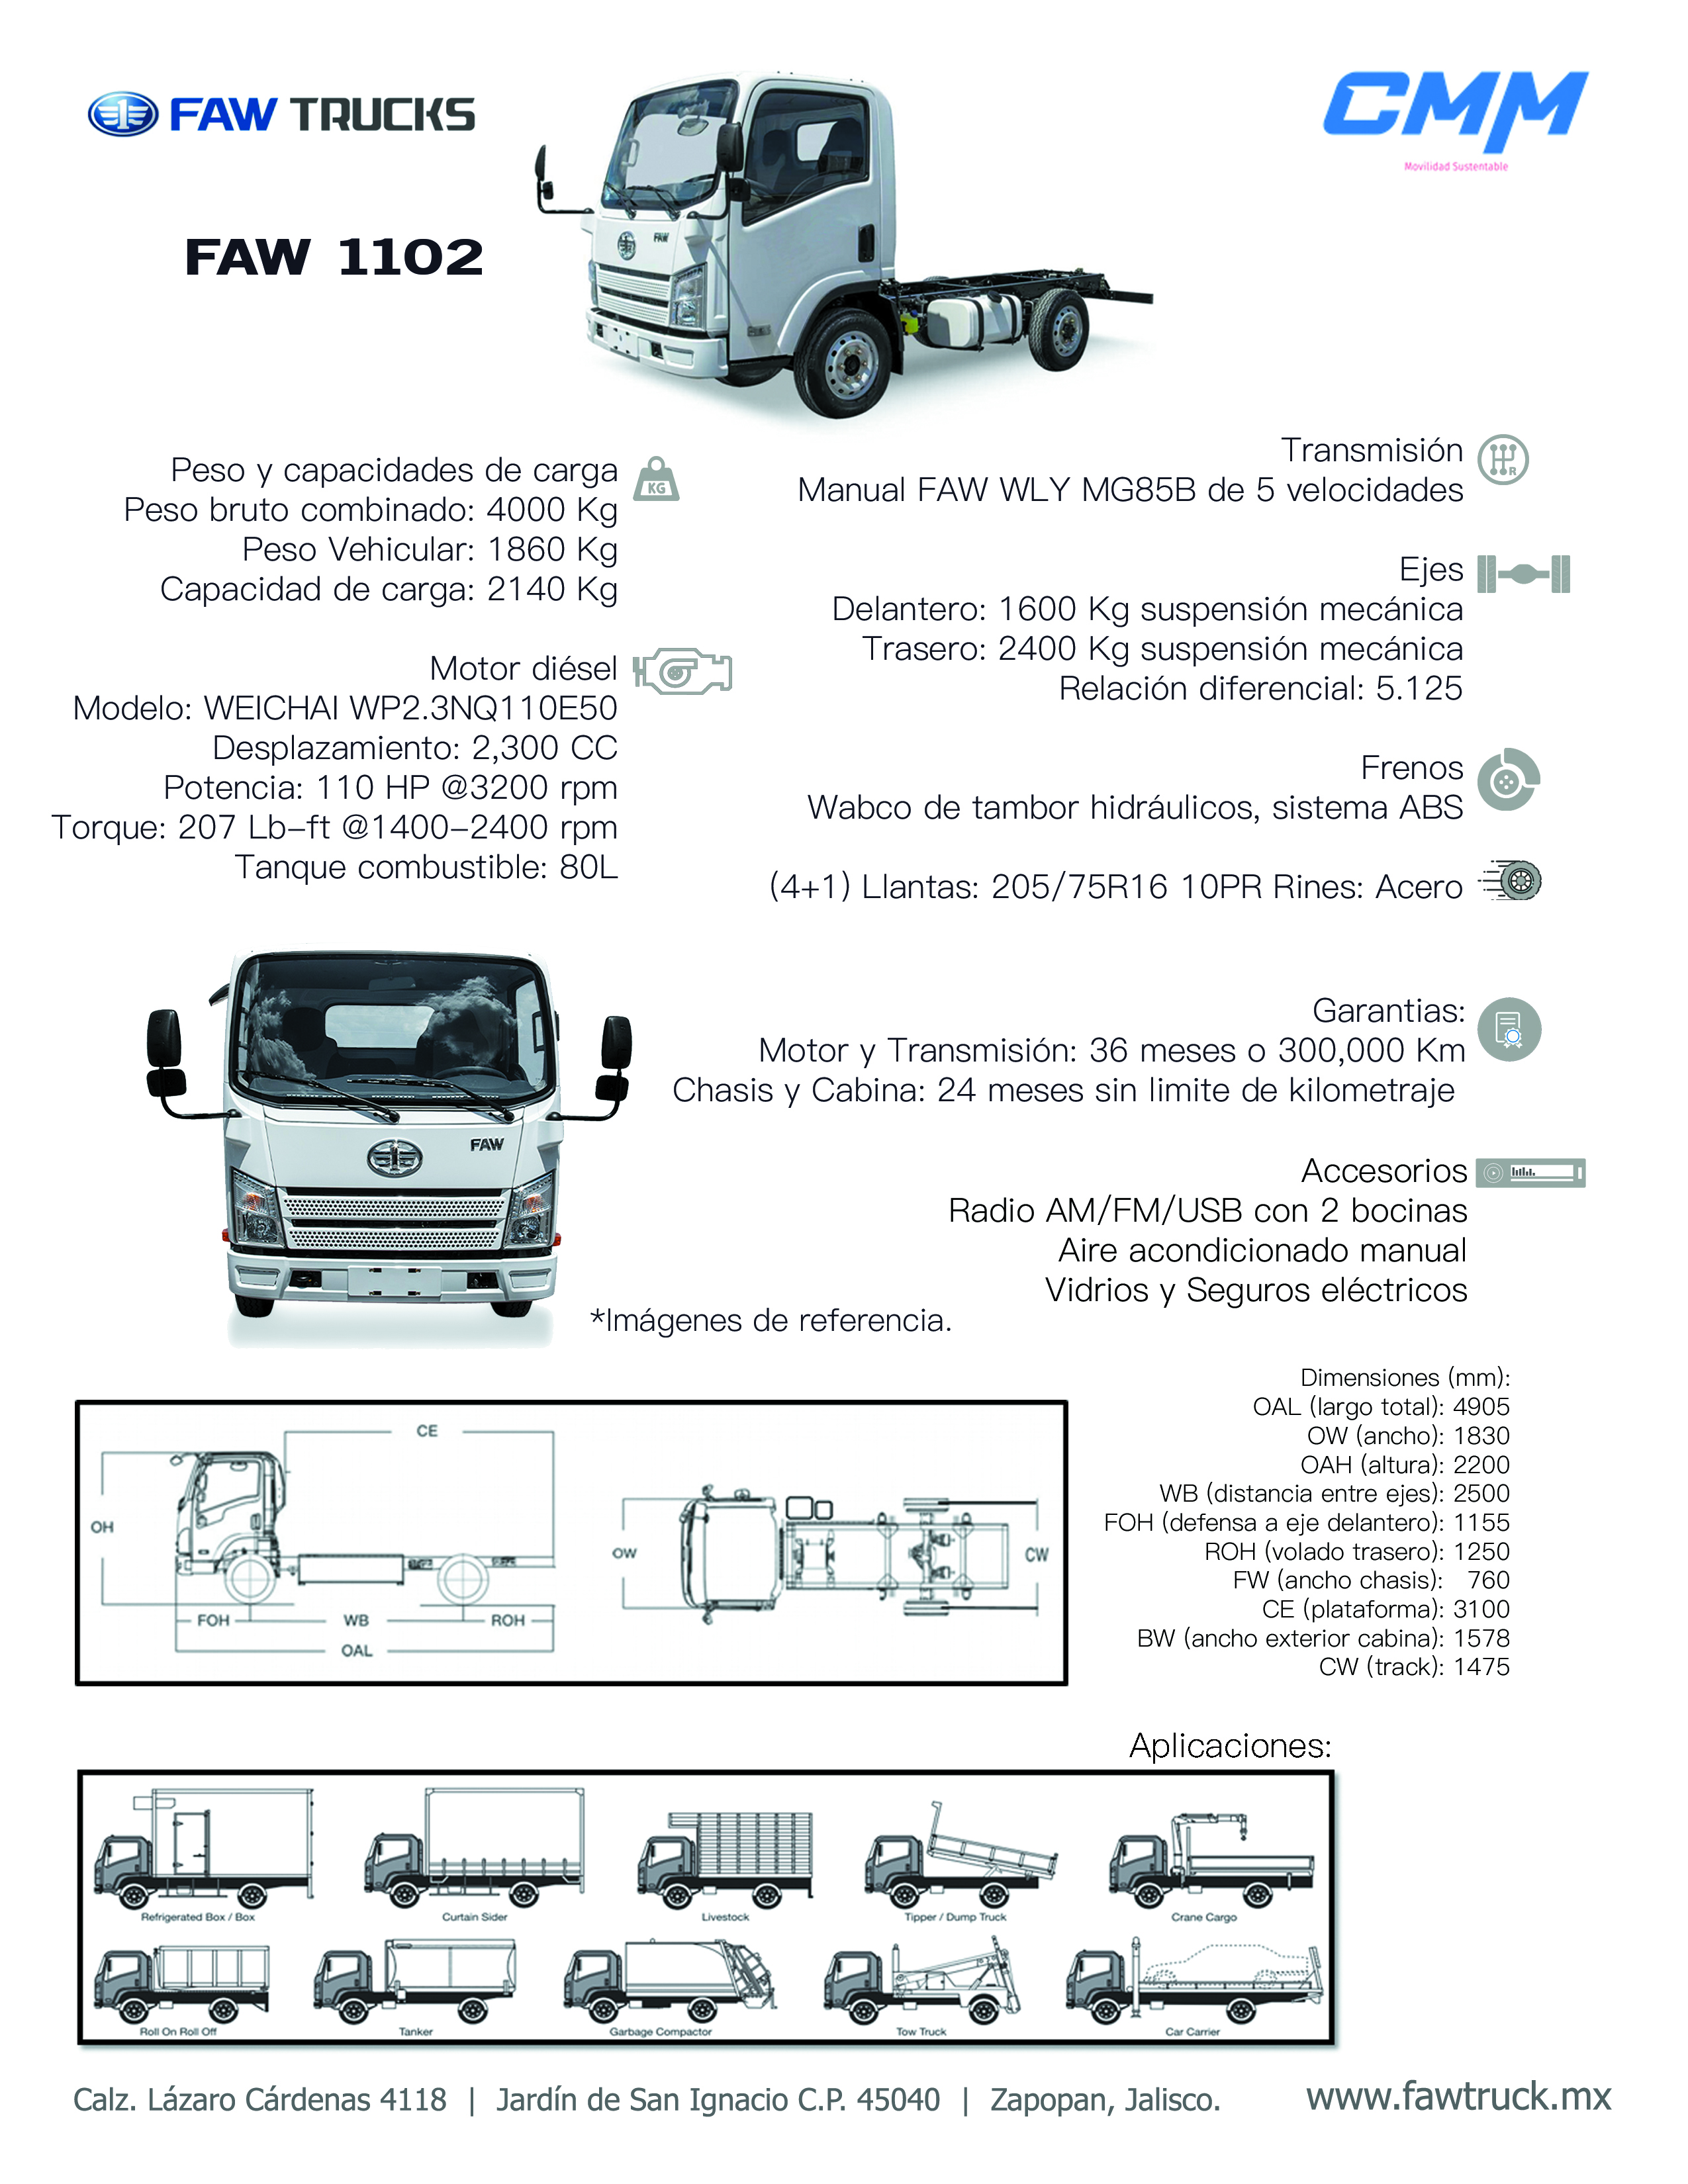 FAW TRUCKS
CMM
Movilidad Sustentable
FAW 1102
FAW
Peso y capacidades de carga
KG
Peso bruto combinado: 4000 Kg
Peso Vehicular: 1860 Kg
Capacidad de carga: 2140 Kg
Motor diésel
Modelo: WEICHAI WP2.3NQ110E50
Desplazamiento: 2,300 CC
Potencia: 110 HP @3200 rpm
Torque: 207 Lb-ft @1400-2400 rpm
Tanque combustible: 80L
Transmisión
R
Manual FAW WLY MG85B de 5 velocidades
Ejes
Delantero: 1600 Kg suspensión mecánica
Trasero: 2400 Kg suspensión mecánica
Relación diferencial: 5.125
Frenos
Wabco de tambor hidráulicos, sistema ABS
(4+1) Llantas: 205/75R16 10PR Rines: Acero
FAW
Garantias:
Motor y Transmisión: 36 meses o 300,000 Km
Chasis y Cabina: 24 meses sin limite de kilometraje
Accesorios
Radio AM/FM/USB con 2 bocinas
Aire acondicionado manual
Vidrios y Seguros eléctricos
*Imágenes de referencia.
CE
OH
FOH
WB
ROH
OAL
OW
CW
Dimensiones (mm):
OAL (largo total): 4905
OW (ancho): 1830
OAH (altura): 2200
WB (distancia entre ejes): 2500
FOH (defensa a eje delantero): 1155
ROH (volado trasero): 1250
FW (ancho chasis): 760
CE (plataforma): 3100
BW (ancho exterior cabina): 1578
CW (track): 1475
Aplicaciones:
Refrigerated Box / Box
Curtain Sider
Livestock
Tipper / Dump Truck
Crane Cargo
Roll On Roll Off
Tanker
Garbage Compactor
Tow Truck
Car Carrier
Calz. Lázaro Cárdenas 4118 | Jardín de San Ignacio C.P. 45040 | Zapopan, Jalisco.
www.fawtruck.mx